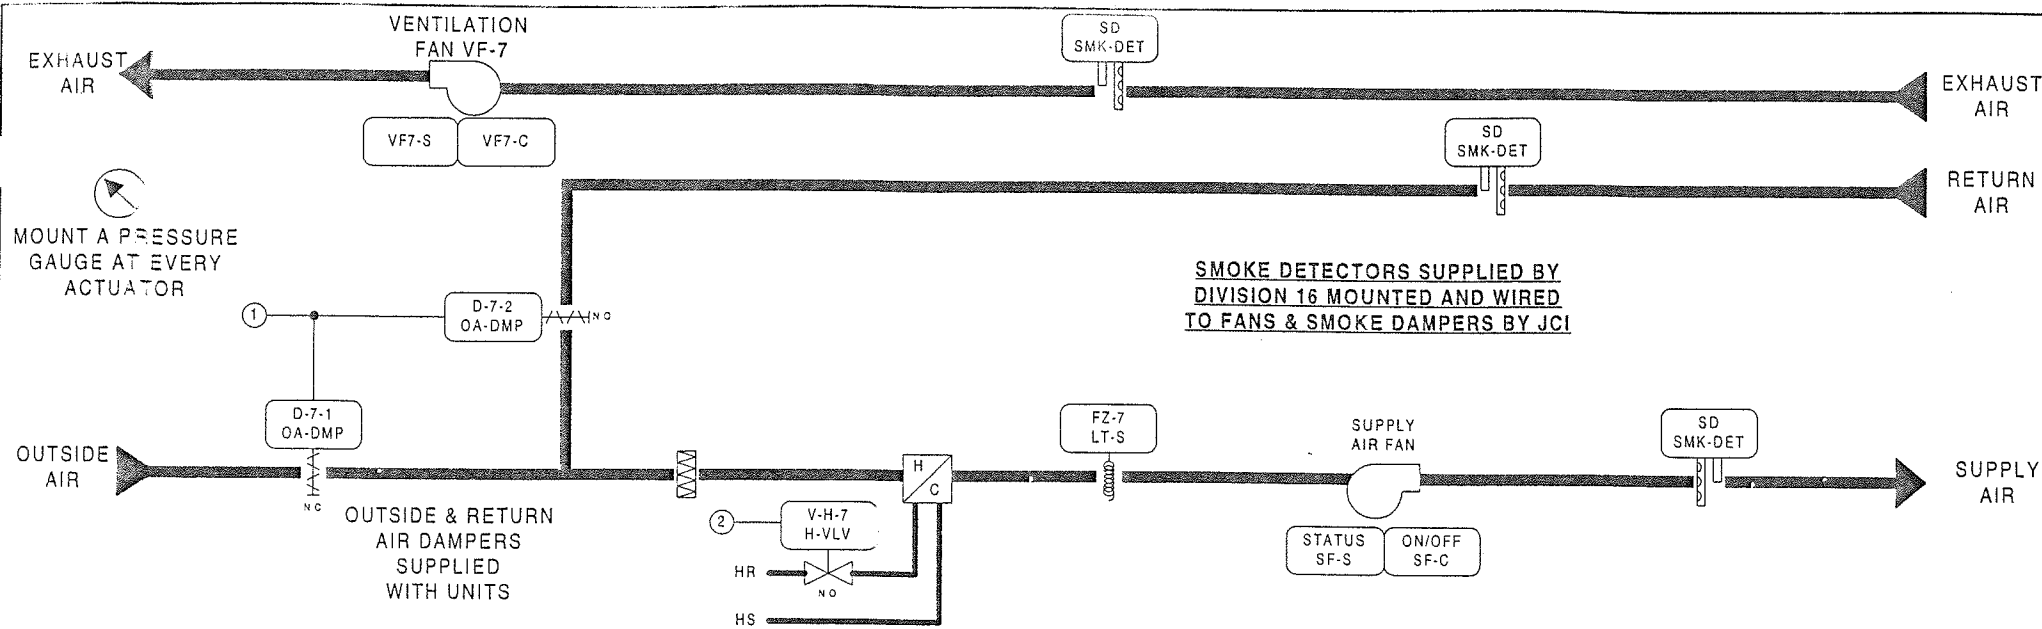 VENTILATION
FAN VF-7
SD
SMK-DET
EXHAUST
AIR
EXHAUST
AIR
VF7-S
VF7-C
SD
SMK-DET
RETURN
AIR
MOUNT A PRESSURE
GAUGE AT EVERY
ACTUATOR
SMOKE DETECTORS SUPPLIED BY
DIVISION 16 MOUNTED AND WIRED
TO FANS & SMOKE DAMPERS BY JCI
1
D-7-2
OA-DMP
NO
D-7-1
OA-DMP
NC
OUTSIDE
AIR
OUTSIDE & RETURN
AIR DAMPERS
SUPPLIED
WITH UNITS
H
C
2
V-H-7
H-VLV
HR
NO
HS
FZ-7
LT-S
SUPPLY
AIR FAN
STATUS
SF-S
ON/OFF
SF-C
SD
SMK-DET
SUPPLY
AIR